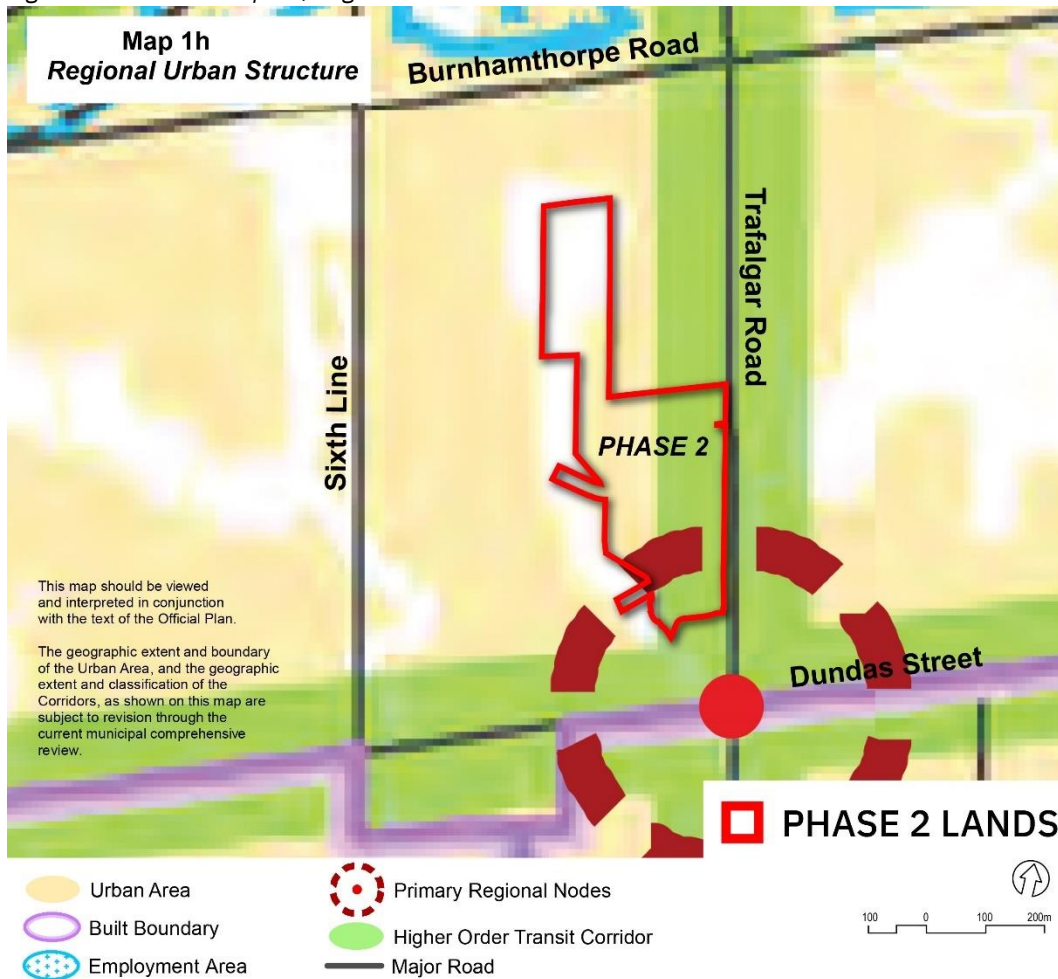 Map 1h
Regional Urban Structure
Burnhamthorpe Road
Trafalgar Road
Sixth Line
PHASE 2
This map should be viewed
and interpreted in conjunction
with the text of the Official Plan.
The geographic extent and boundary
of the Urban Area, and the geographic
extent and classification of the
Corridors, as shown on this map are
subject to revision through the
current municipal comprehensive
review.
Dundas Street
PHASE 2 LANDS
Urban Area
Built Boundary
Employment Area
Primary Regional Nodes
Higher Order Transit Corridor
Major Road
100 0 100 200m